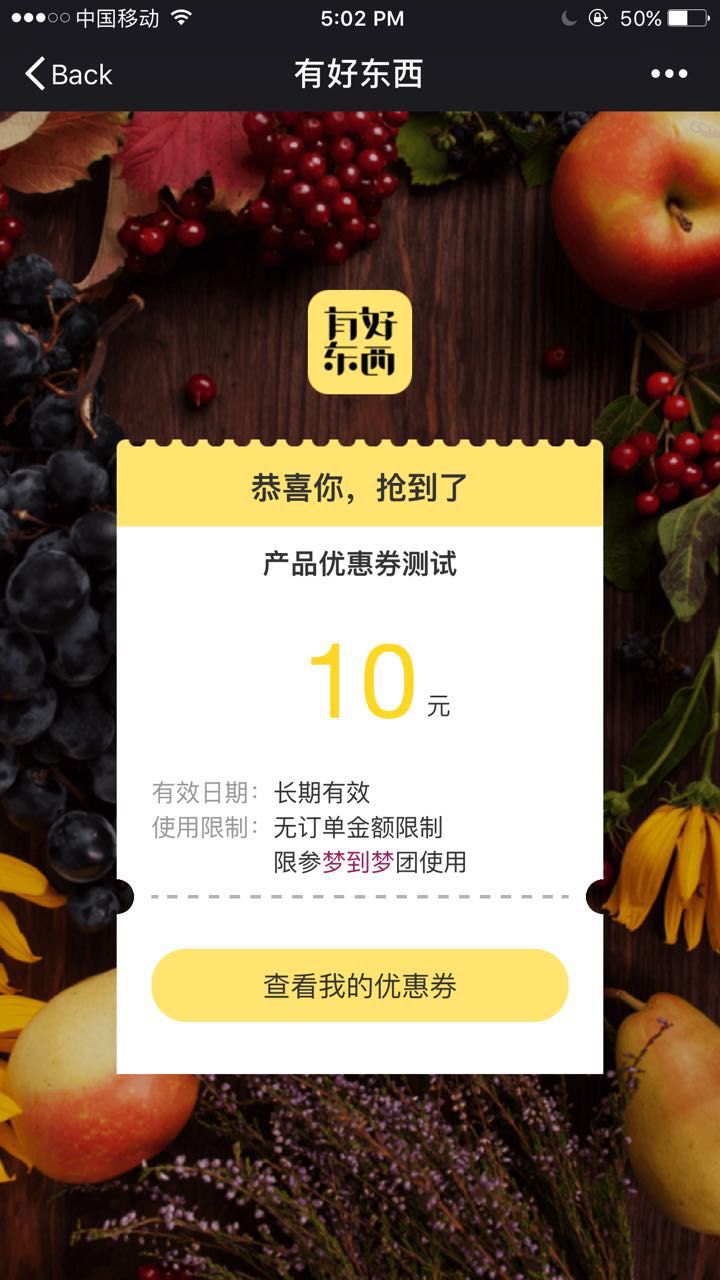 中国移动 5:02 PM 50%
Back 有好东西
有好
东西
恭喜你，抢到了
产品优惠券测试
10 元
有效日期：长期有效
使用限制：无订单金额限制
限参梦到梦团使用
查看我的优惠券